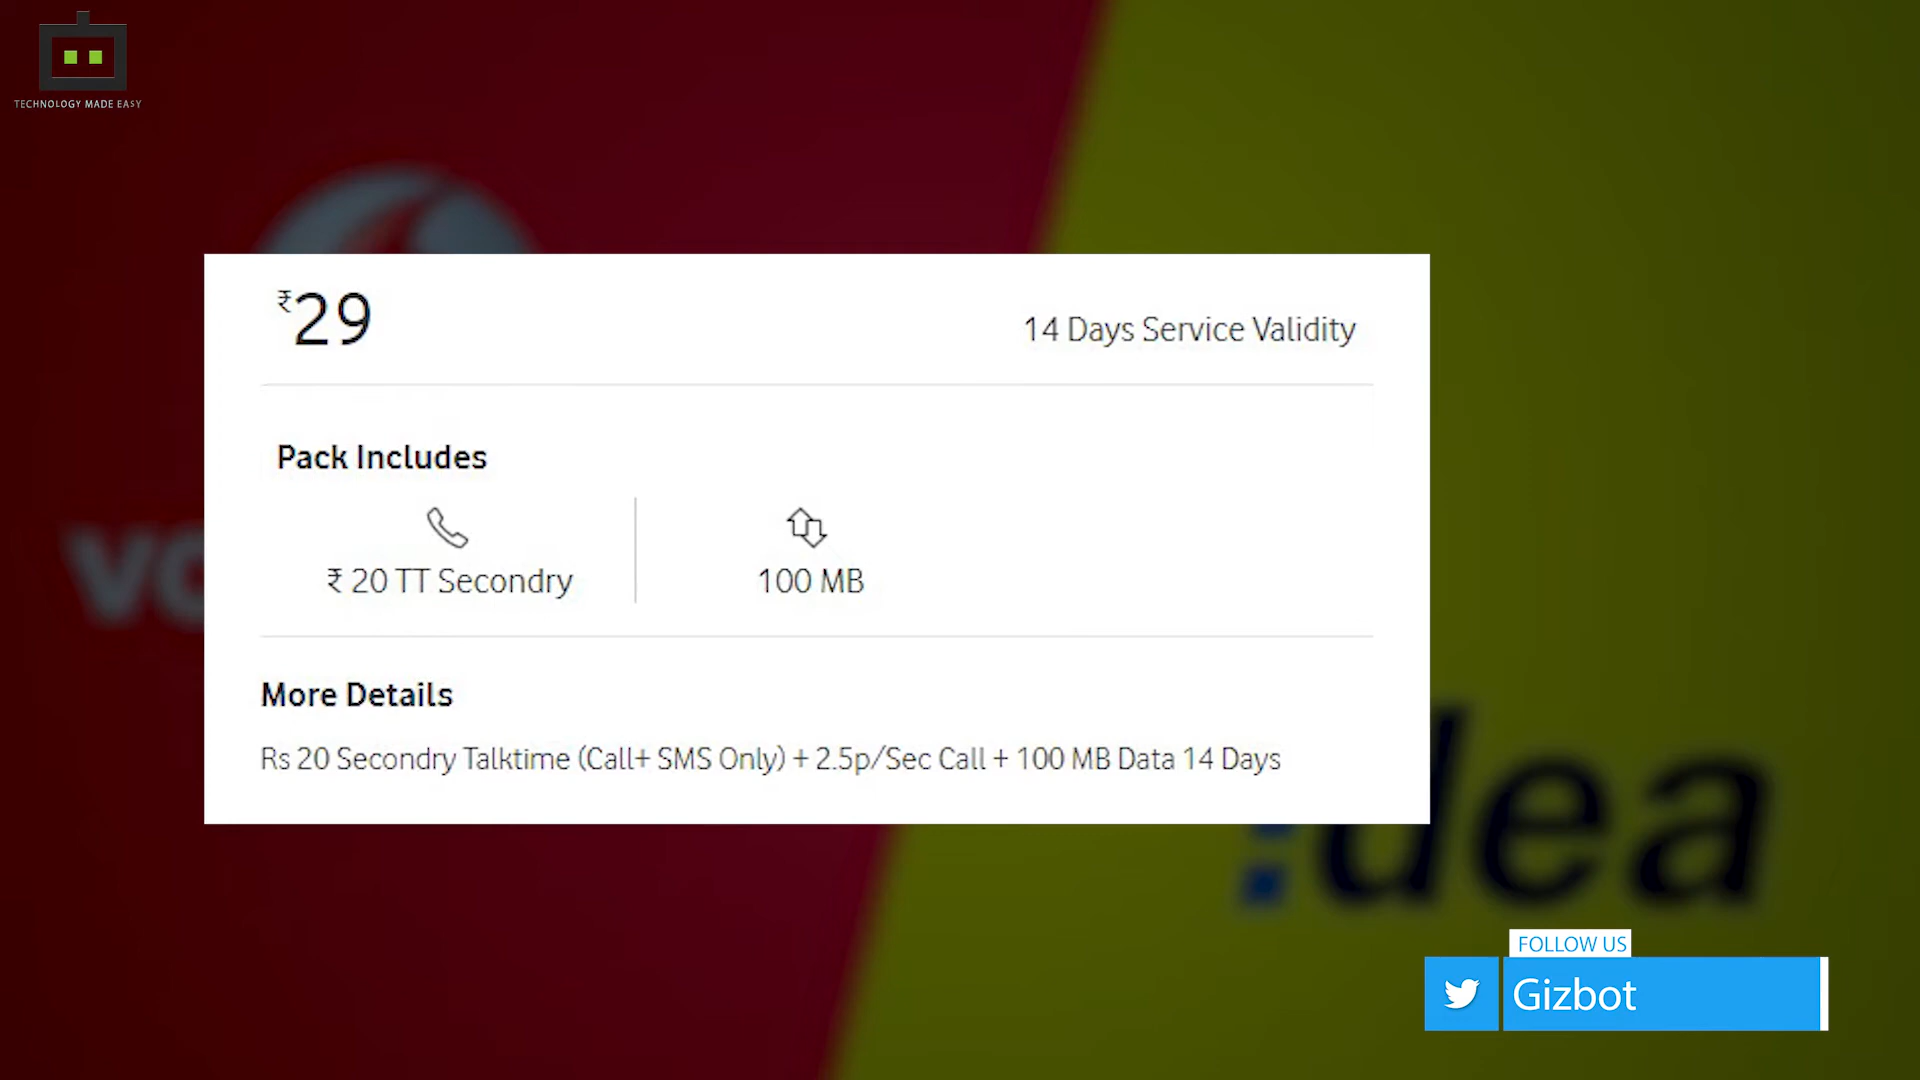 TECHNOLOGY MADE EASY
₹29
14 Days Service Validity
Pack Includes
₹ 20 TT Secondry
100 MB
More Details
Rs 20 Secondry Talktime (Call+ SMS Only) + 2.5p/Sec Call + 100 MB Data 14 Days
dea
FOLLOW US
Gizbot